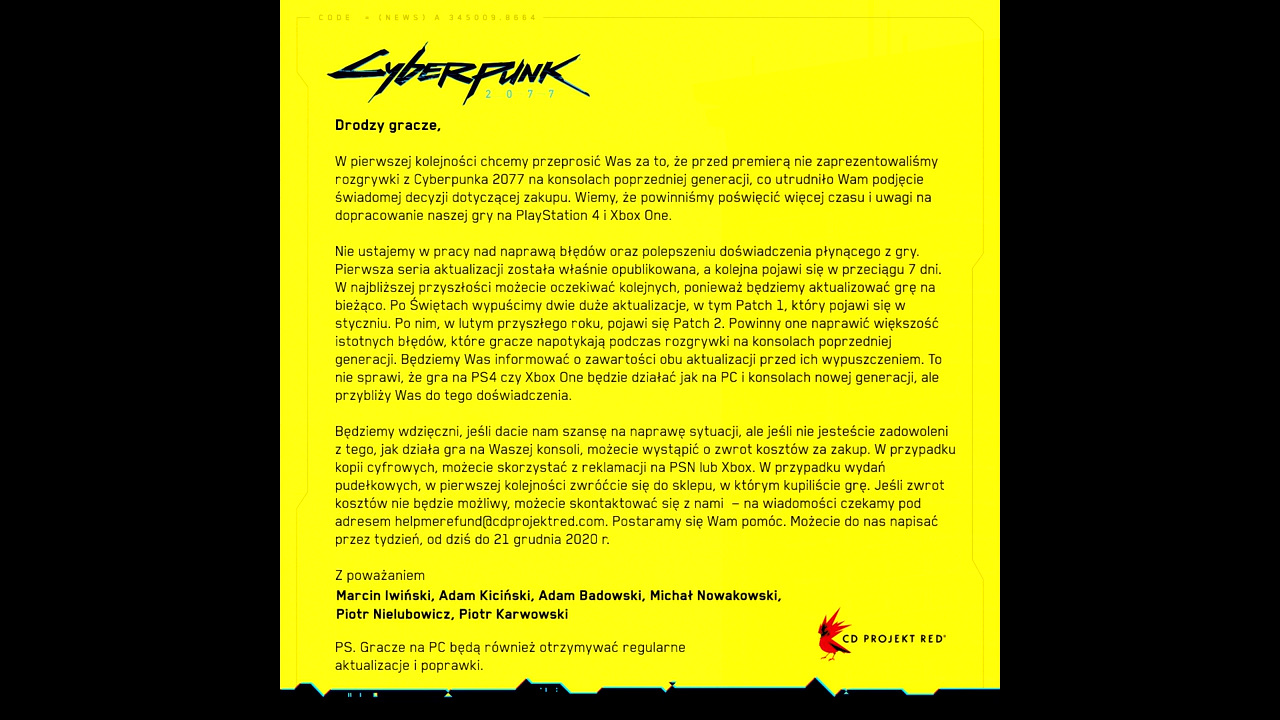 CODE = (NEWS) A 345009.8664
Cyberpunk
2077
Drodzy gracze,
W pierwszej kolejności chcemy przeprosić Was za to, że przed premierą nie zaprezentowaliśmy
rozgrywki z Cyberpunka 2077 na konsolach poprzedniej generacji, co utrudniło Wam podjęcie
świadomej decyzji dotyczącej zakupu. Wiemy, że powinniśmy poświęcić więcej czasu i uwagi na
dopracowanie naszej gry na PlayStation 4 i Xbox One.
Nie ustajemy w pracy nad naprawą błędów oraz polepszeniu doświadczenia płynącego z gry.
Pierwsza seria aktualizacji została właśnie opublikowana, a kolejna pojawi się w przeciągu 7 dni.
W najbliższej przyszłości możecie oczekiwać kolejnych, ponieważ będziemy aktualizować grę na
bieżąco. Po Świętach wypuścimy dwie duże aktualizacje, w tym Patch 1, który pojawi się w
styczniu. Po nim, w lutym przyszłego roku, pojawi się Patch 2. Powinny one naprawić większość
istotnych błędów, które gracze napotykają podczas rozgrywki na konsolach poprzedniej
generacji. Będziemy Was informować o zawartości obu aktualizacji przed ich wypuszczeniem. To
nie sprawi, że gra na PS4 czy Xbox One będzie działać jak na PC i konsolach nowej generacji, ale
przybliży Was do tego doświadczenia.
Będziemy wdzięczni, jeśli dacie nam szansę na naprawę sytuacji, ale jeśli nie jesteście zadowoleni
z tego, jak działa gra na Waszej konsoli, możecie wystąpić o zwrot kosztów za zakup. W przypadku
kopii cyfrowych, możecie skorzystać z reklamacji na PSN lub Xbox. W przypadku wydań
pudełkowych, w pierwszej kolejności zwróćcie się do sklepu, w którym kupiliście grę. Jeśli zwrot
kosztów nie będzie możliwy, możecie skontaktować się z nami – na wiadomości czekamy pod
adresem helpmerefund@cdprojektred.com. Postaramy się Wam pomóc. Możecie do nas napisać
przez tydzień, od dziś do 21 grudnia 2020 r.
Z poważaniem
Marcin Iwiński, Adam Kiciński, Adam Badowski, Michał Nowakowski,
Piotr Nielubowicz, Piotr Karwowski
CD PROJEKT RED®
PS. Gracze na PC będą również otrzymywać regularne
aktualizacje i poprawki.